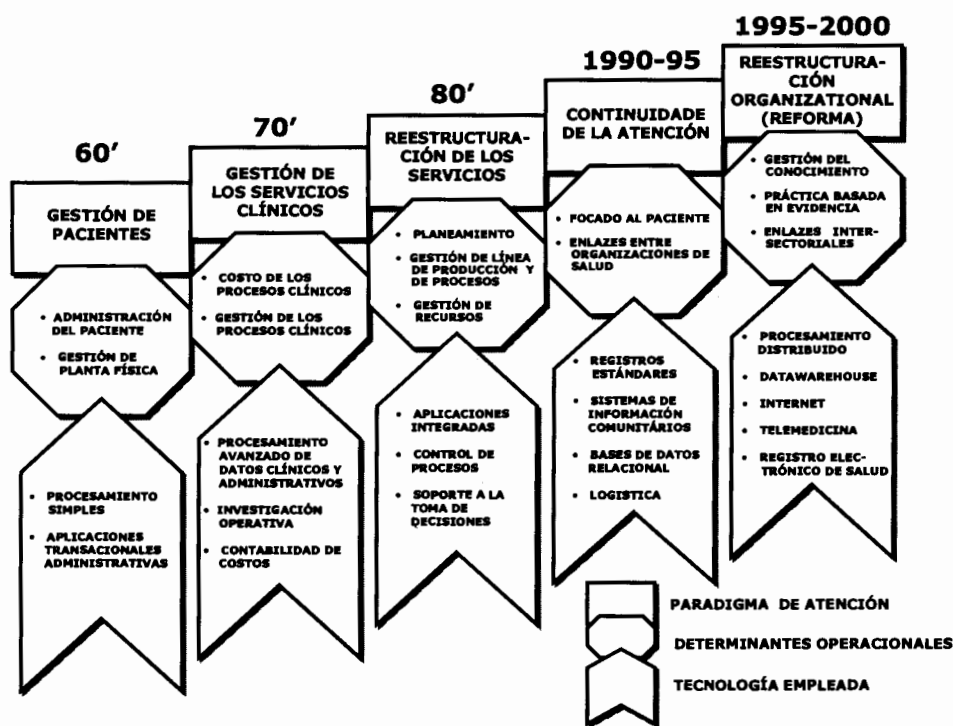 60'
GESTIÓN DE
PACIENTES
• ADMINISTRACIÓN
DEL PACIENTE
• GESTIÓN DE
PLANTA FÍSICA
• PROCESAMIENTO
SIMPLES
• APLICACIONES
TRANSACIONALES
ADMINISTRATIVAS
70'
GESTIÓN DE
LOS SERVICIOS
CLÍNICOS
• COSTO DE LOS
PROCESOS CLÍNICOS
• GESTIÓN DE LOS
PROCESOS CLÍNICOS
• PROCESAMIENTO
AVANZADO DE
DATOS CLÍNICOS Y
ADMINISTRATIVOS
• INVESTIGACIÓN
OPERATIVA
• CONTABILIDAD DE
COSTOS
80'
REESTRUCTURA-
CIÓN DE LOS
SERVICIOS
• PLANEAMIENTO
• GESTIÓN DE LÍNEA
DE PRODUCCIÓN Y
DE PROCESOS
• GESTIÓN DE
RECURSOS
• APLICACIONES
INTEGRADAS
• CONTROL DE
PROCESOS
• SOPORTE A LA
TOMA DE
DECISIONES
1990-95
CONTINUIDADE
DE LA ATENCIÓN
• FOCADO AL PACIENTE
• ENLAZES ENTRE
ORGANIZACIONES DE
SALUD
• REGISTROS
ESTÁNDARES
• SISTEMAS DE
INFORMACIÓN
COMUNITÁRIOS
• BASES DE DATOS
RELACIONAL
• LOGISTICA
1995-2000
REESTRUCTURA-
CIÓN
ORGANIZATIONAL
(REFORMA)
• GESTIÓN DEL
CONOCIMIENTO
• PRÁCTICA BASADA
EN EVIDENCIA
• ENLAZES INTER-
SECTORIALES
• PROCESAMIENTO
DISTRIBUIDO
• DATAWAREHOUSE
• INTERNET
• TELEMEDICINA
• REGISTRO ELEC-
TRÓNICO DE SALUD
PARADIGMA DE ATENCIÓN
DETERMINANTES OPERACIONALES
TECNOLOGÍA EMPLEADA